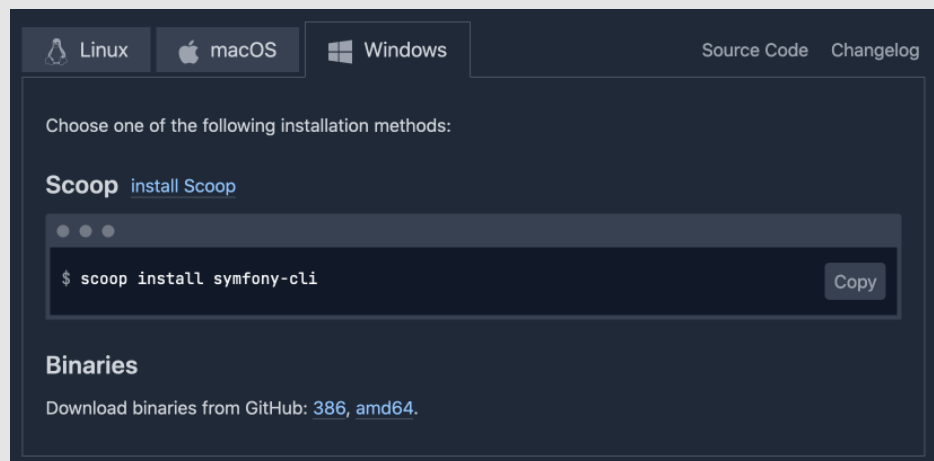 Linux macOS Windows Source Code Changelog
Choose one of the following installation methods:
Scoop install Scoop
$ scoop install symfony-cli
Copy
Binaries
Download binaries from GitHub: 386, amd64.